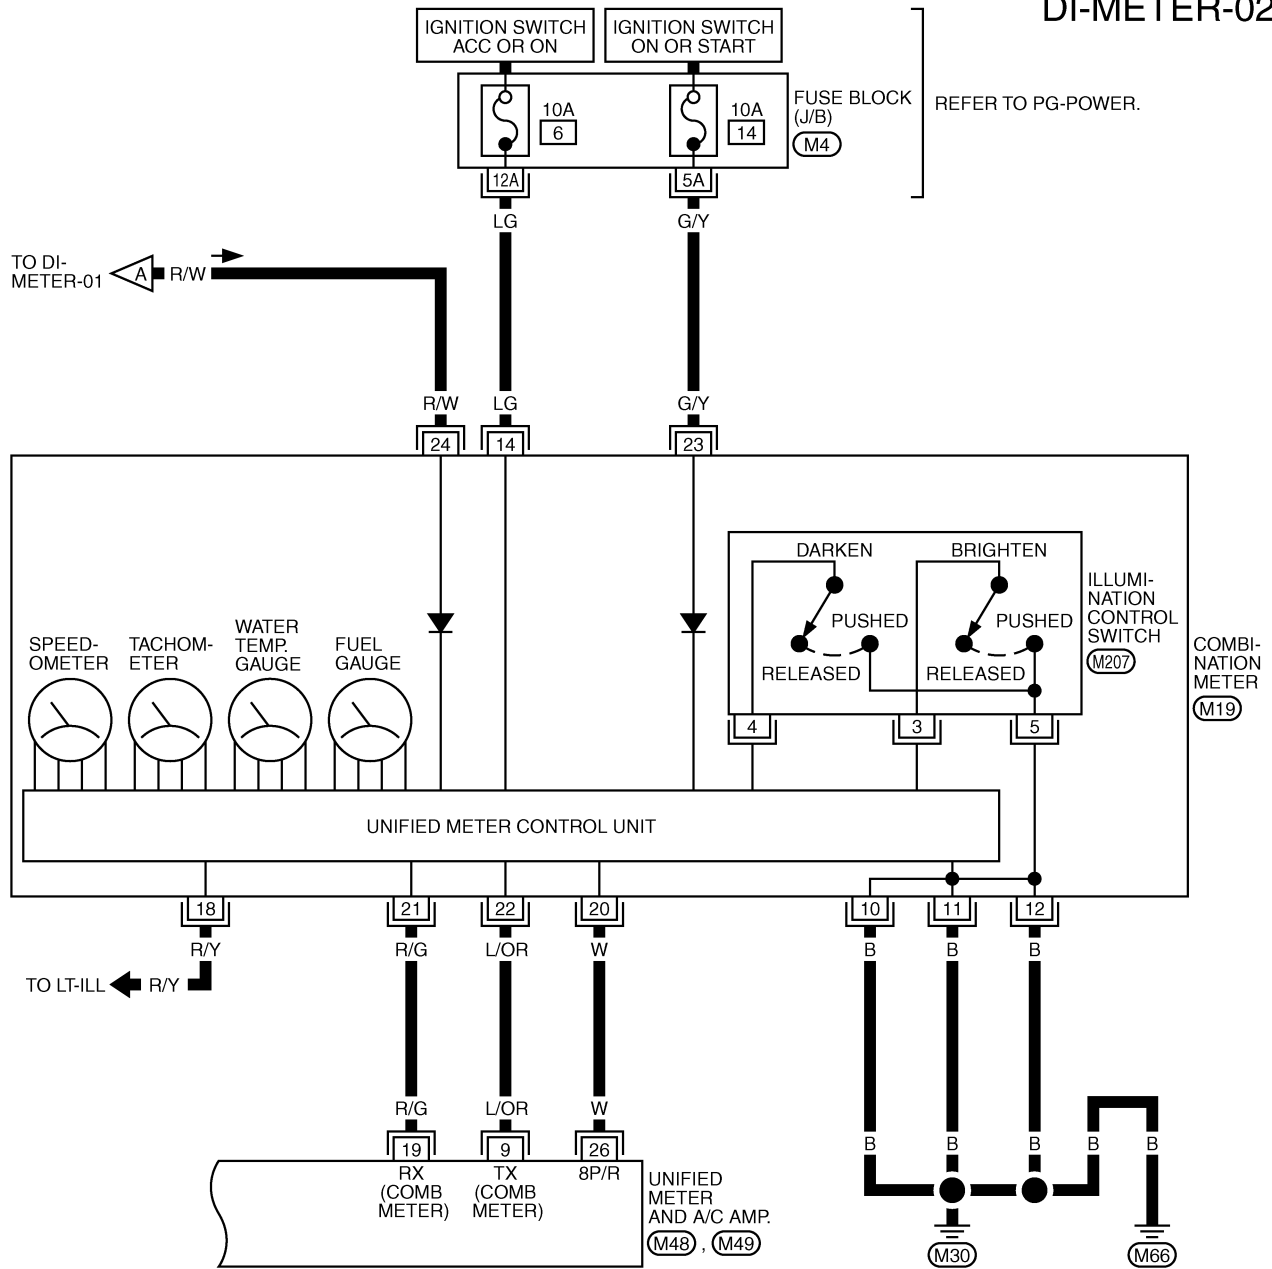 DI-METER-02
IGNITION SWITCH
ACC OR ON
IGNITION SWITCH
ON OR START
10A
6
10A
14
FUSE BLOCK
(J/B)
M4
REFER TO PG-POWER.
12A
5A
LG
G/Y
TO DI-
METER-01
A
R/W
R/W
LG
G/Y
24
14
23
DARKEN
BRIGHTEN
PUSHED
PUSHED
RELEASED
RELEASED
ILLUMI-
NATION
CONTROL
SWITCH
M207
SPEED-
OMETER
TACHOM-
ETER
WATER
TEMP.
GAUGE
FUEL
GAUGE
COMBI-
NATION
METER
M19
4
3
5
UNIFIED METER CONTROL UNIT
18
21
22
20
10
11
12
R/Y
R/G
L/OR
W
B
B
B
TO LT-ILL
R/Y
R/G
L/OR
W
B
B
B
B
B
19
9
26
RX
(COMB
METER)
TX
(COMB
METER)
8P/R
UNIFIED
METER
AND A/C AMP.
M48 , M49
M30
M66